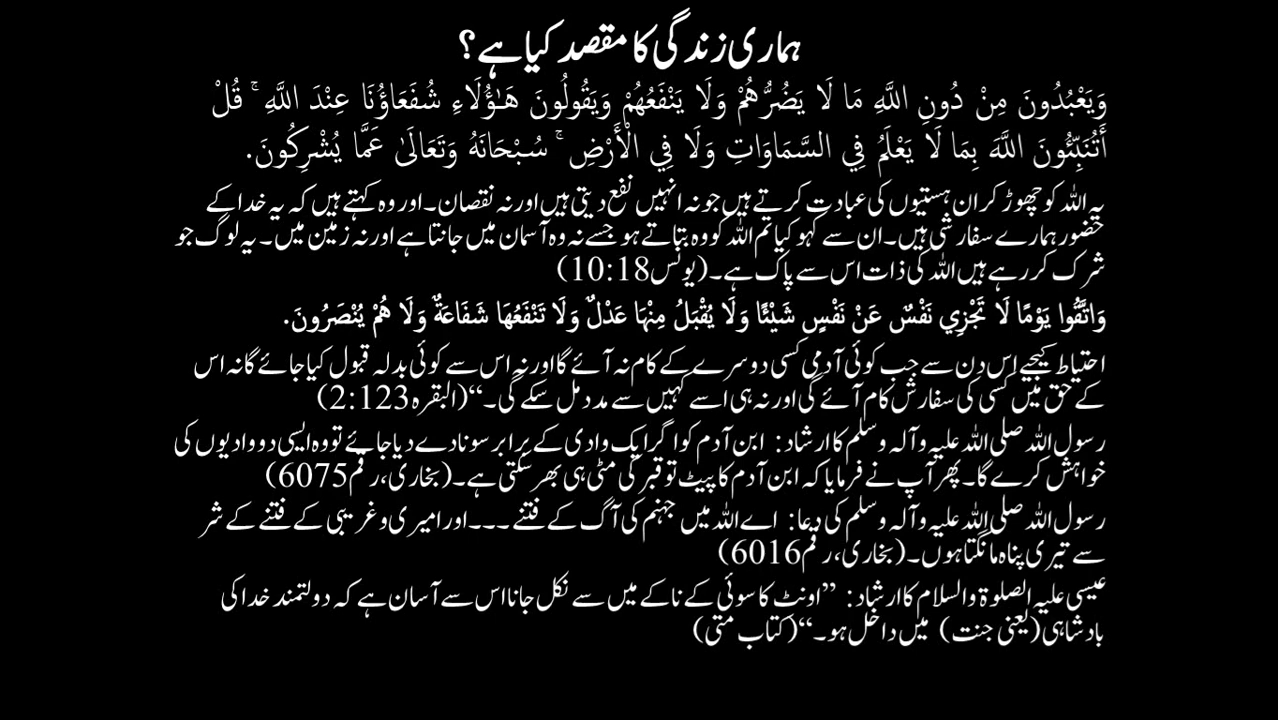 ہماری زندگی کا مقصد کیا ہے؟
وَيَعْبُدُونَ مِنْ دُونِ اللَّهِ مَا لَا يَضُرُّهُمْ وَلَا يَنْفَعُهُمْ وَيَقُولُونَ هَٰؤُلَاءِ شُفَعَاؤُنَا عِنْدَ اللَّهِ ۚ قُلْ
أَتُنَبِّئُونَ اللَّهَ بِمَا لَا يَعْلَمُ فِي السَّمَاوَاتِ وَلَا فِي الْأَرْضِ ۚ سُبْحَانَهُ وَتَعَالَىٰ عَمَّا يُشْرِكُونَ.
یہ اللہ کو چھوڑ کر ان ہستیوں کی عبادت کرتے ہیں جو نہ انہیں نفع دیتی ہیں اور نہ نقصان۔ اور وہ کہتے ہیں کہ یہ خدا کے
حضور ہمارے سفارشی ہیں۔ ان سے کہو کیا تم اللہ کو وہ بتاتے ہو جسے نہ وہ آسمان میں جانتا ہے اور نہ زمین میں۔ یہ لوگ جو
شرک کر رہے ہیں اللہ کی ذات اس سے پاک ہے۔ (یونس 10:18)
وَاتَّقُوا يَوْمًا لَا تَجْزِي نَفْسٌ عَنْ نَفْسٍ شَيْئًا وَلَا يُقْبَلُ مِنْهَا عَدْلٌ وَلَا تَنْفَعُهَا شَفَاعَةٌ وَلَا هُمْ يُنْصَرُونَ.
احتیاط کیجیے اس دن سے جب کوئی آدمی کسی دوسرے کے کام نہ آئے گا اور نہ اس سے کوئی بدلہ قبول کیا جائے گا نہ اس
کے حق میں کسی کی سفارش کام آئے گی اور نہ ہی اسے کہیں سے مدد مل سکے گی۔“ (البقرہ 2:123)
رسول اللہ صلی اللہ علیہ وآلہ وسلم کا ارشاد: ابن آدم کو اگر ایک وادی کے برابر سونا دے دیا جائے تو وہ ایسی دو وادیوں کی
خواہش کرے گا۔ پھر آپ نے فرمایا کہ ابن آدم کا پیٹ تو قبر کی مٹی ہی بھر سکتی ہے۔ (بخاری، رقم 6075)
رسول اللہ صلی اللہ علیہ وآلہ وسلم کی دعا: اے اللہ میں جہنم کی آگ کے فتنے ۔۔۔ اور امیری و غریبی کے فتنے کے شر
سے تیری پناہ مانگتا ہوں۔ (بخاری، رقم 6016)
عیسی علیہ الصلوۃ والسلام کا ارشاد: ”اونٹ کا سوئی کے ناکے میں سے نکل جانا اس سے آسان ہے کہ دولتمند خدا کی
بادشاہی (یعنی جنت) میں داخل ہو۔“ (کتاب متی)